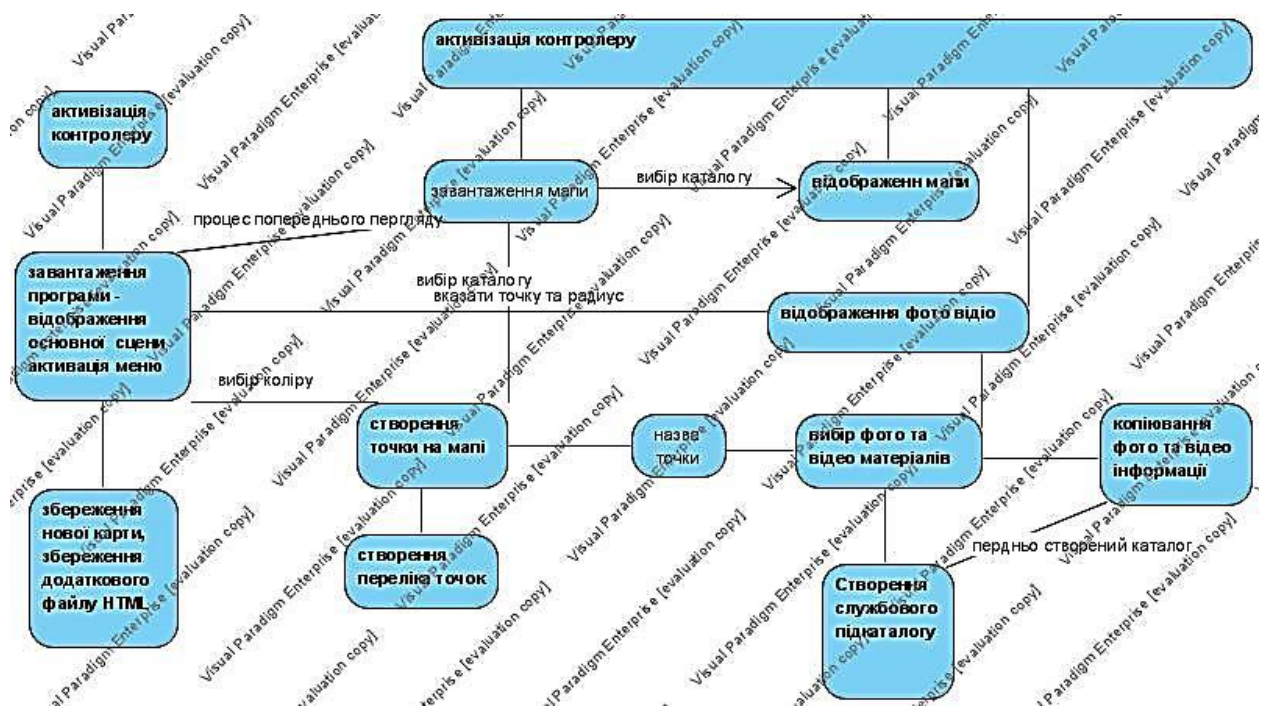 активізація контролеру
активізація
контролеру
завантаження мапи
вибір каталогу
відображенн мапи
процес попереднього пергляду
завантаження
програми -
відображення
основної сцени
активація меню
вибір каталогу
вказати точку та радиус
відображення фото відіо
вибір коліру
створення
точки на мапі
назва
точки
вибір фото та
відео матеріалів
копіювання
фото та відео
інформації
збереження
нової карти,
збереження
додаткового
файлу HTML
створення
переліка точок
пердньо створений каталог
Створення
службового
підкаталогу
Visual Paradigm Enterprise [evaluation copy]